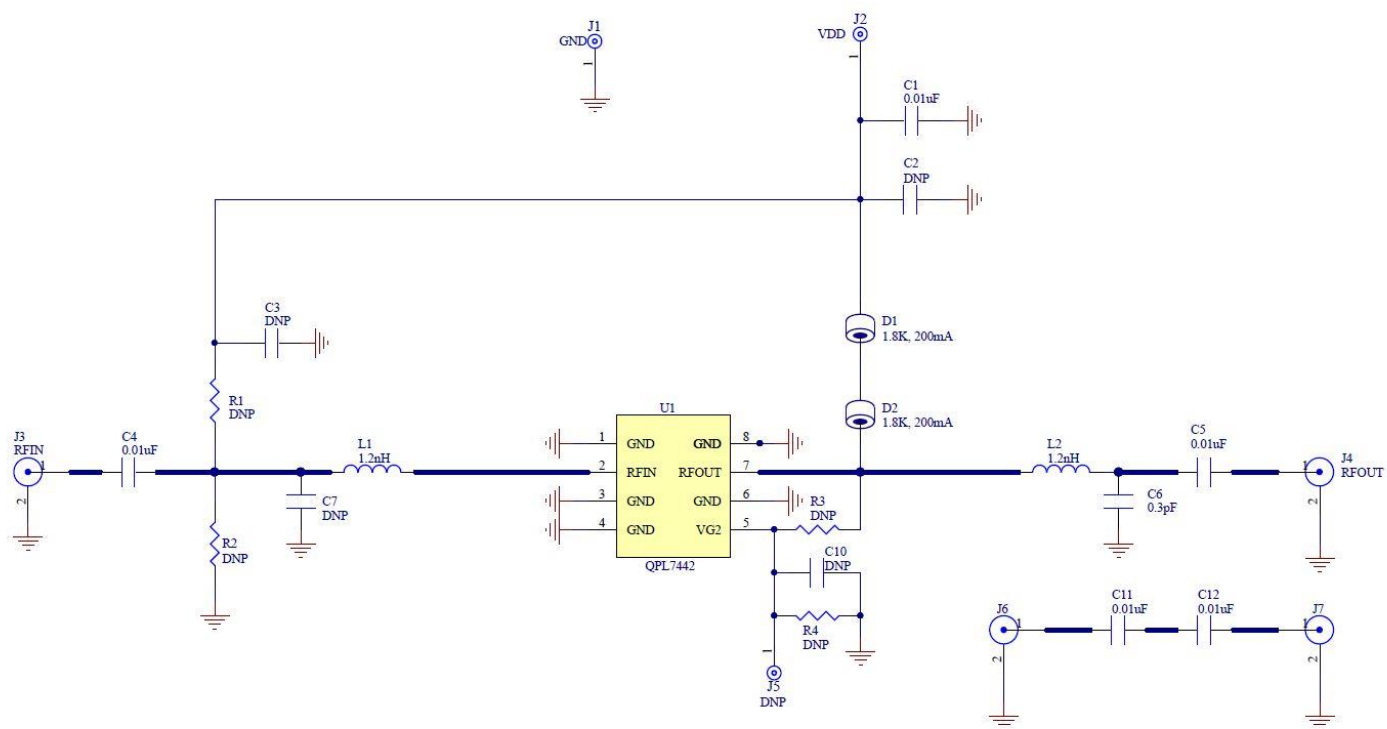 J1
GND
1
J2
VDD
1
C1
0.01uF
C2
DNP
C3
DNP
D1
1.8K, 200mA
R1
DNP
D2
1.8K, 200mA
J3
RFIN
1
2
C4
0.01uF
L1
1.2nH
C7
DNP
R2
DNP
U1
1 GND GND 8
2 RFIN RFOUT 7
3 GND GND 6
4 GND VG2 5
QPL7442
R3
DNP
C10
DNP
R4
DNP
1
J5
DNP
L2
1.2nH
C6
0.3pF
C5
0.01uF
J4
RFOUT
1
2
J6
1
2
C11
0.01uF
C12
0.01uF
J7
1
2